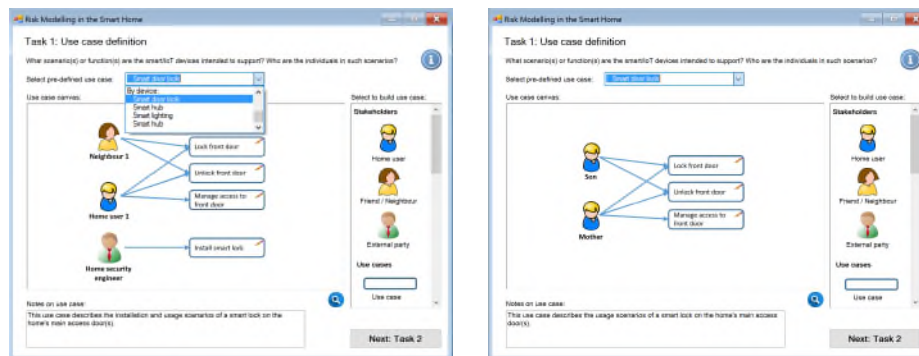 Risk Modelling in the Smart Home
Task 1: Use case definition
What scenario(s) or function(s) are the smart/IoT devices intended to support? Who are the individuals in such scenarios?
Select pre-defined use case:
Smart door lock
By device:
Smart door lock
Smart hub
Smart lighting
Smart hub
Use case canvas:
Neighbour 1
Home user 1
Home security
engineer
Lock front door
Unlock front door
Manage access to
front door
Install smart lock
Select to build use case:
Stakeholders
Home user
Friend / Neighbour
External party
Use cases
Use case
Notes on use case:
This use case describes the installation and usage scenarios of a smart lock on the
home's main access door(s).
Next: Task 2
Risk Modelling in the Smart Home
Task 1: Use case definition
What scenario(s) or function(s) are the smart/IoT devices intended to support? Who are the individuals in such scenarios?
Select pre-defined use case:
Smart door lock
Use case canvas:
Son
Mother
Lock front door
Unlock front door
Manage access to
front door
Select to build use case:
Stakeholders
Home user
Friend / Neighbour
External party
Use cases
Use case
Notes on use case:
This use case describes the usage scenarios of a smart lock on the home's main access
door(s).
Next: Task 2